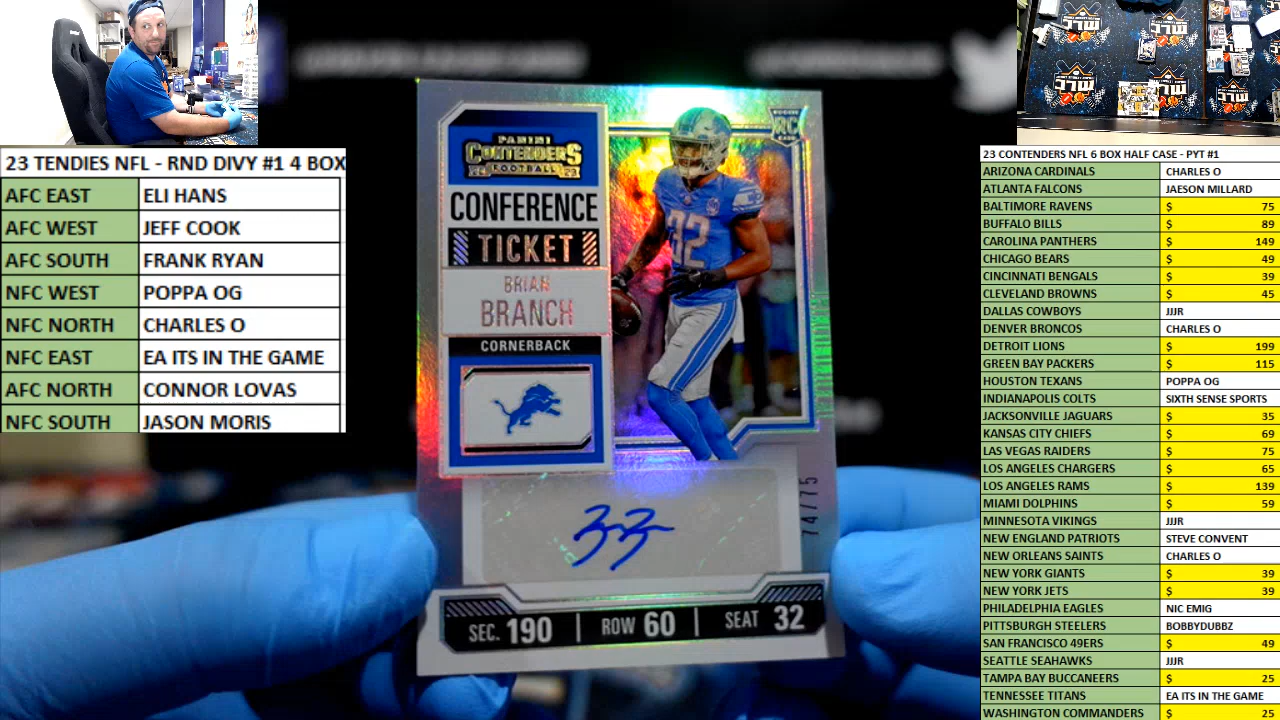 23 TENDIES NFL - RND DIVY #1 4 BOX
AFC EAST ELI HANS
AFC WEST JEFF COOK
AFC SOUTH FRANK RYAN
NFC WEST POPPA OG
NFC NORTH CHARLES O
NFC EAST EA ITS IN THE GAME
AFC NORTH CONNOR LOVAS
NFC SOUTH JASON MORIS
PANINI
CONTENDERS
FOOTBALL
CONFERENCE
TICKET
BRIAN
BRANCH
CORNERBACK
RC
32
74/75
SEC. 190 | ROW 60 | SEAT 32
23 CONTENDERS NFL 6 BOX HALF CASE - PYT #1
ARIZONA CARDINALS CHARLES O
ATLANTA FALCONS JAESON MILLARD
BALTIMORE RAVENS $ 75
BUFFALO BILLS $ 89
CAROLINA PANTHERS $ 149
CHICAGO BEARS $ 49
CINCINNATI BENGALS $ 39
CLEVELAND BROWNS $ 45
DALLAS COWBOYS JJJR
DENVER BRONCOS CHARLES O
DETROIT LIONS $ 199
GREEN BAY PACKERS $ 115
HOUSTON TEXANS POPPA OG
INDIANAPOLIS COLTS SIXTH SENSE SPORTS
JACKSONVILLE JAGUARS $ 35
KANSAS CITY CHIEFS $ 69
LAS VEGAS RAIDERS $ 75
LOS ANGELES CHARGERS $ 65
LOS ANGELES RAMS $ 139
MIAMI DOLPHINS $ 59
MINNESOTA VIKINGS JJJR
NEW ENGLAND PATRIOTS STEVE CONVENT
NEW ORLEANS SAINTS CHARLES O
NEW YORK GIANTS $ 39
NEW YORK JETS $ 39
PHILADELPHIA EAGLES NIC EMIG
PITTSBURGH STEELERS BOBBYDUBBZ
SAN FRANCISCO 49ERS $ 49
SEATTLE SEAHAWKS JJJR
TAMPA BAY BUCCANEERS $ 25
TENNESSEE TITANS EA ITS IN THE GAME
WASHINGTON COMMANDERS $ 25